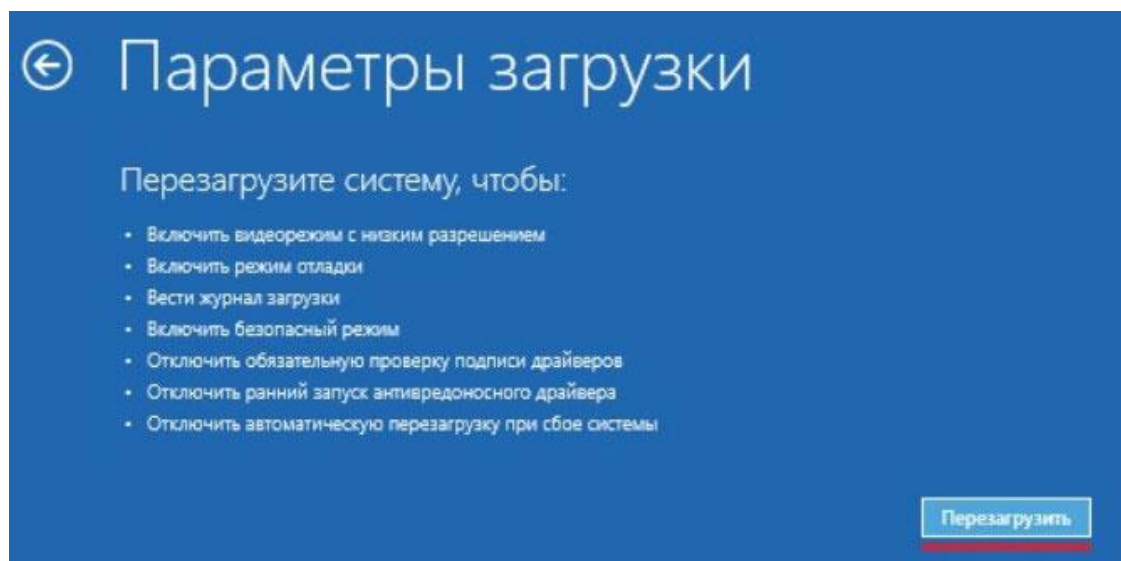 Параметры загрузки
Перезагрузите систему, чтобы:
• Включить видеорежим с низким разрешением
• Включить режим отладки
• Вести журнал загрузки
• Включить безопасный режим
• Отключить обязательную проверку подписи драйверов
• Отключить ранний запуск антивредоносного драйвера
• Отключить автоматическую перезагрузку при сбое системы
Перезагрузить